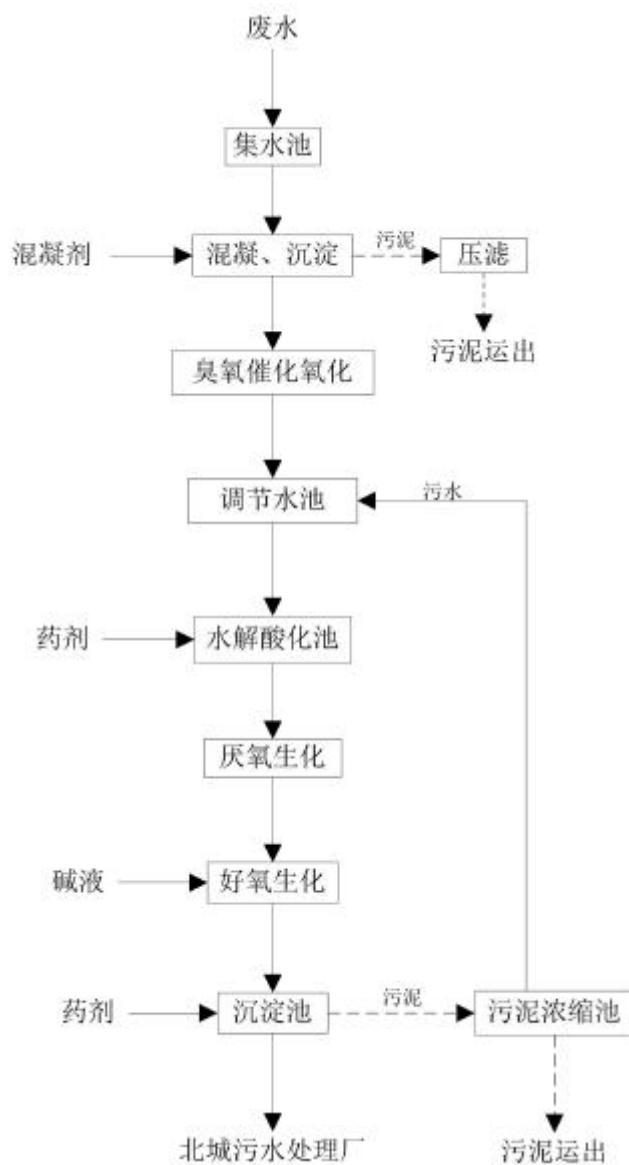 废水
集水池
混凝剂
混凝、沉淀
污泥
压滤
污泥运出
臭氧催化氧化
调节水池
污水
药剂
水解酸化池
厌氧生化
碱液
好氧生化
药剂
沉淀池
污泥
污泥浓缩池
北城污水处理厂
污泥运出